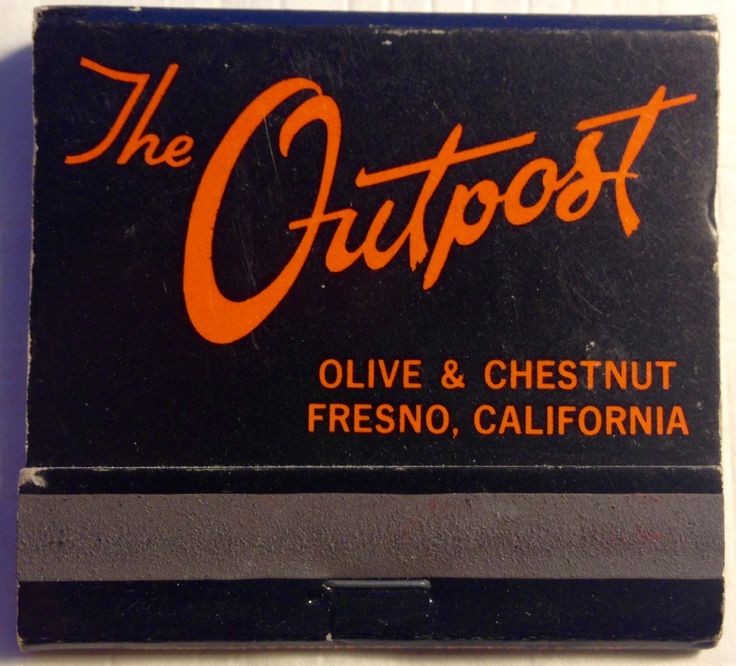 The Outpost
OLIVE & CHESTNUT
FRESNO, CALIFORNIA